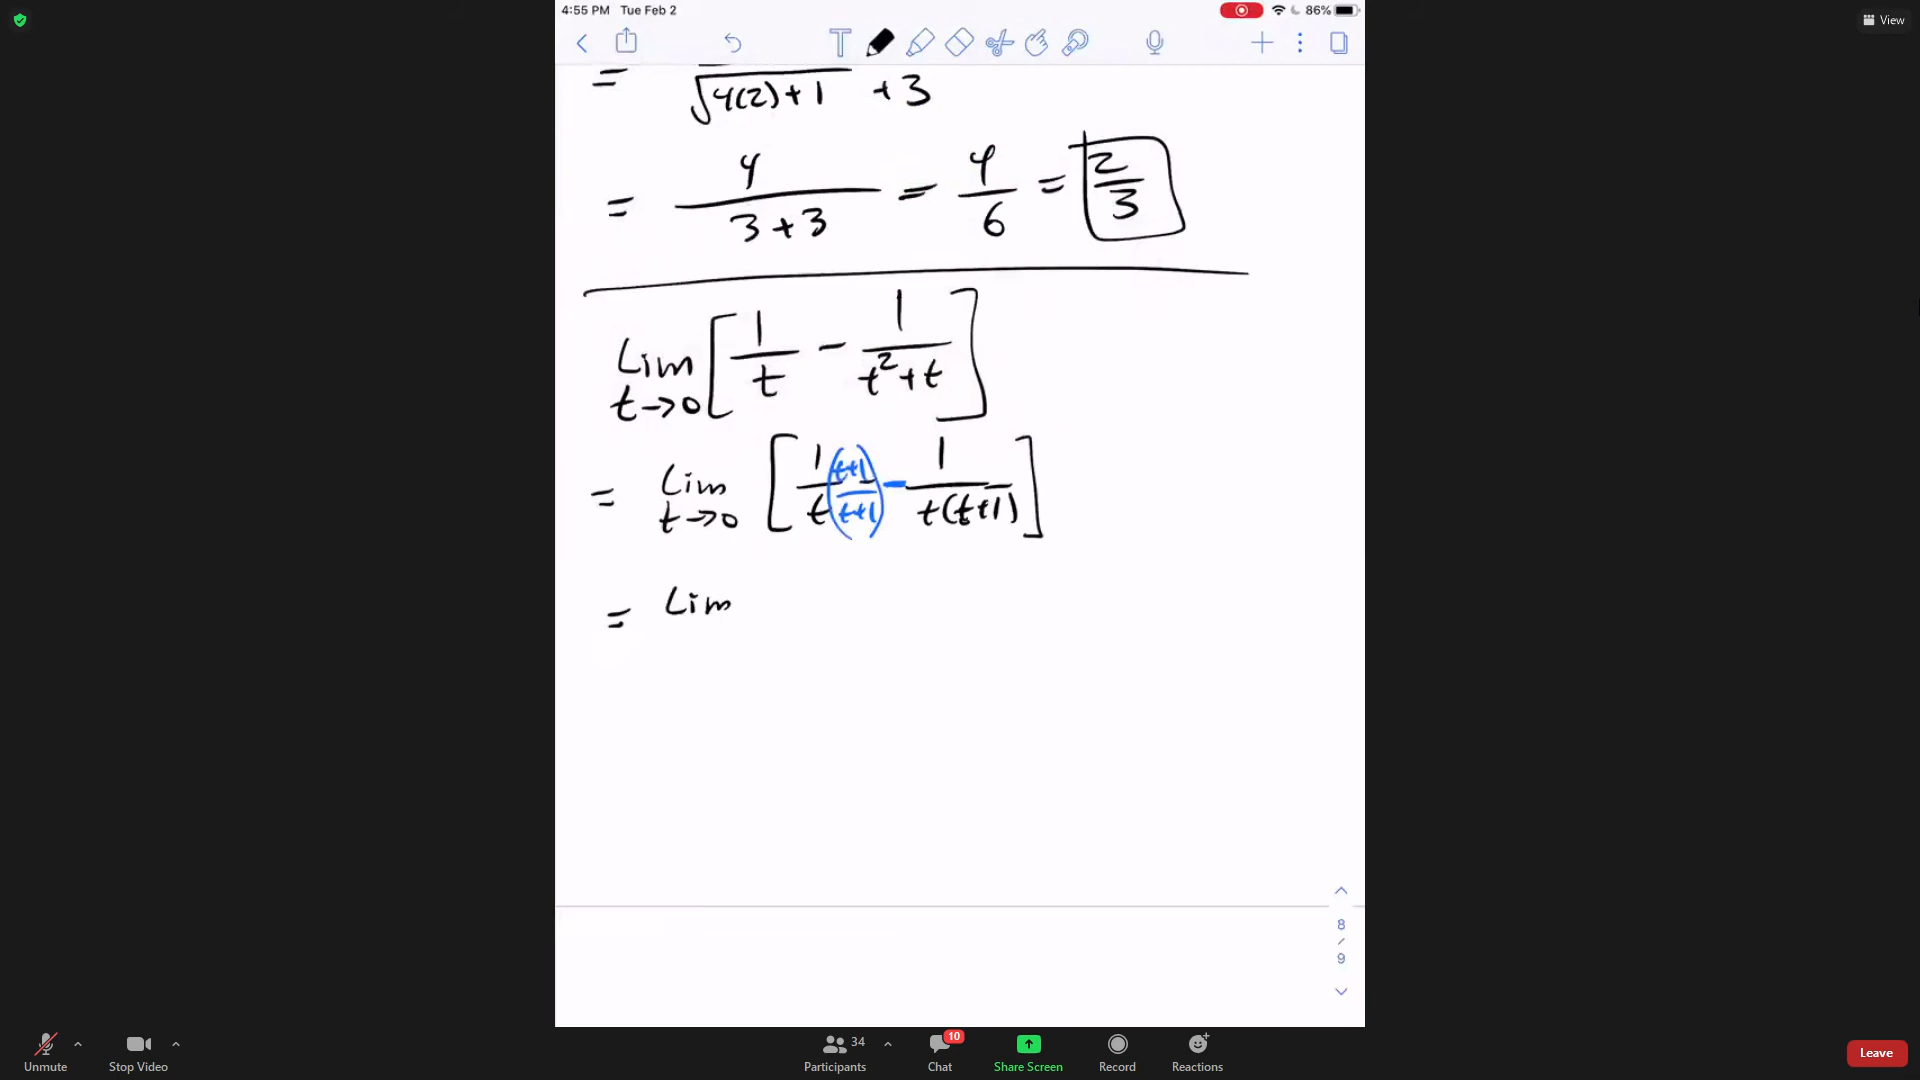 4:55 PM Tue Feb 2 86%
View
= √(4(2)+1) + 3
= 4/(3+3) = 4/6 = 2/3
Lim t→0 [1/t - 1/(t²+t)]
= Lim t→0 [1/t (t+1/t+1) - 1/(t(t+1))]
= Lim
8
/
9
Unmute Stop Video 34 Participants 10 Chat Share Screen Record Reactions Leave